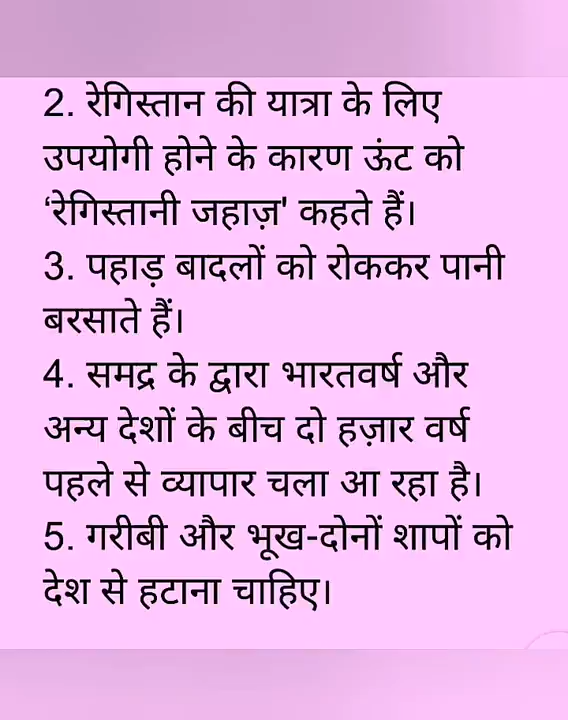 2. रेगिस्तान की यात्रा के लिए
उपयोगी होने के कारण ऊंट को
‘रेगिस्तानी जहाज़' कहते हैं।
3. पहाड़ बादलों को रोककर पानी
बरसाते हैं।
4. समद्र के द्वारा भारतवर्ष और
अन्य देशों के बीच दो हज़ार वर्ष
पहले से व्यापार चला आ रहा है।
5. गरीबी और भूख-दोनों शापों को
देश से हटाना चाहिए।